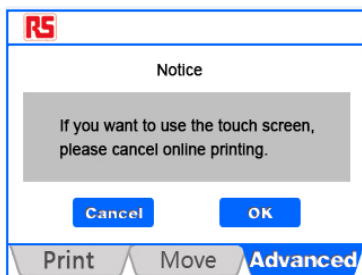 RS
Notice
If you want to use the touch screen,
please cancel online printing.
Cancel OK
Print Move Advanced